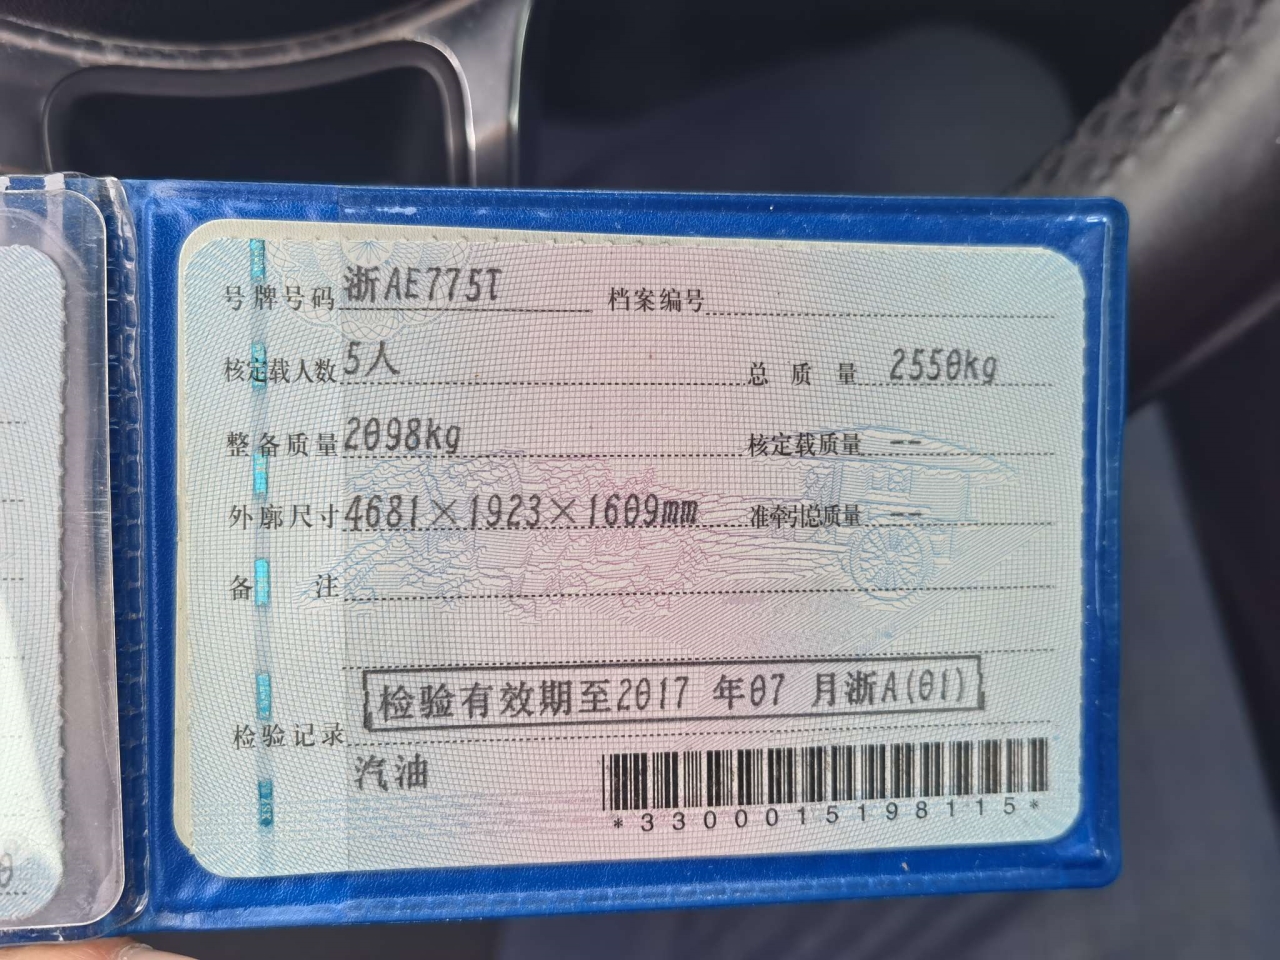 号牌号码 浙AE775T 档案编号
核定载人数 5人 总质量 2550kg
整备质量 2098kg 核定载质量 --
外廓尺寸 4681×1923×1609mm 准牵引总质量 --
备注
检验记录 检验有效期至2017 年07 月浙A(01)
汽油
*3300015198115*